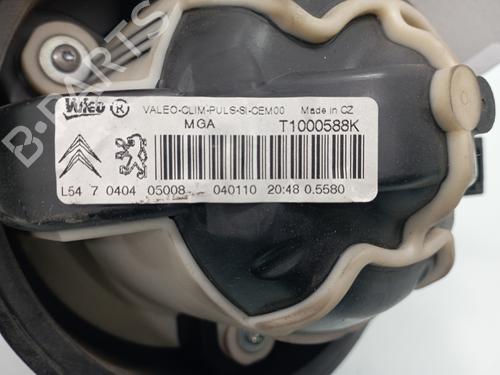 B-PARTS
Valeo ® VALEO-CLIM-PULS-SI-CEM00 Made in CZ
MGA T1000588K
L54 7 0404 05008 040110 20:48 0.5580